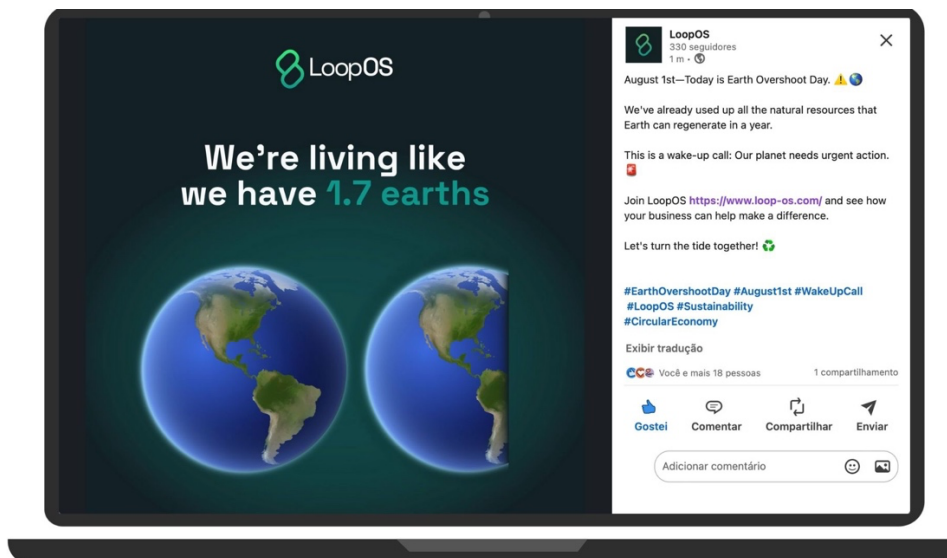 LoopOS
We're living like
we have 1.7 earths
LoopOS
330 seguidores
1 m •
August 1st—Today is Earth Overshoot Day. ⚠️🌎
We've already used up all the natural resources that
Earth can regenerate in a year.
This is a wake-up call: Our planet needs urgent action.
🚨
Join LoopOS https://www.loop-os.com/ and see how
your business can help make a difference.
Let's turn the tide together! ♻️
#EarthOvershootDay #August1st #WakeUpCall
#LoopOS #Sustainability
#CircularEconomy
Exibir tradução
Você e mais 18 pessoas 1 compartilhamento
Gostei Comentar Compartilhar Enviar
Adicionar comentário